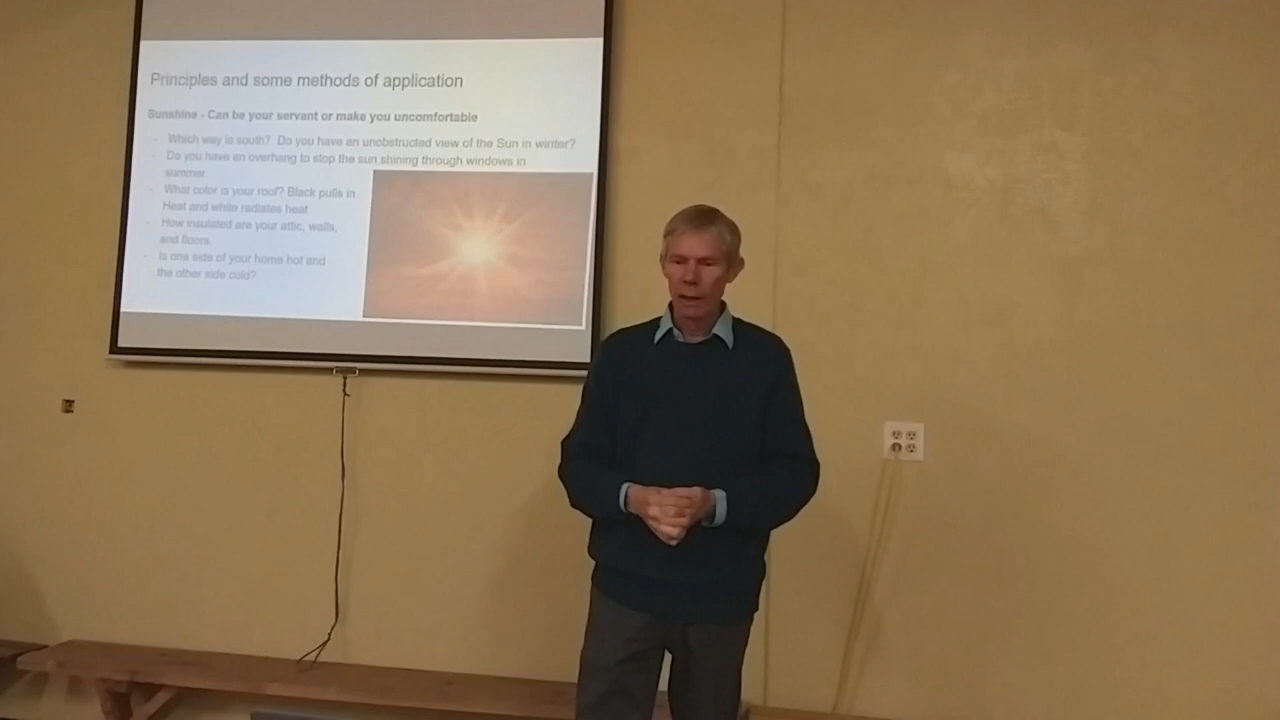 Principles and some methods of application
Sunshine - Can be your servant or make you uncomfortable
- Which way is south? Do you have an unobstructed view of the Sun in winter?
- Do you have an overhang to stop the sun shining through windows in
summer
- What color is your roof? Black pulls in
Heat and white radiates heat
- How insulated are your attic, walls,
and floors.
- Is one side of your home hot and
the other side cold?